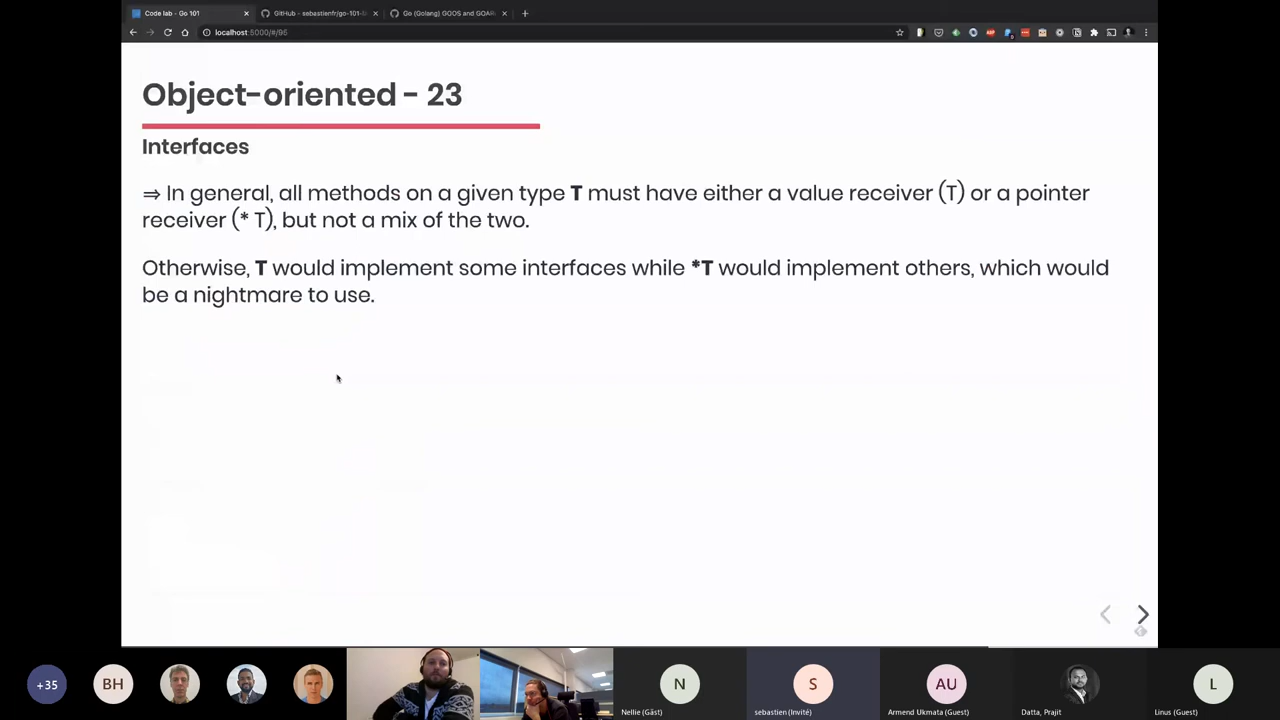 Code lab - Go 101
GitHub - sebastienfr/go-101-
Go (Golang) GOOS and GOAR
localhost:5000/#/96
Object-oriented - 23
Interfaces
⇒ In general, all methods on a given type T must have either a value receiver (T) or a pointer
receiver (* T), but not a mix of the two.
Otherwise, T would implement some interfaces while *T would implement others, which would
be a nightmare to use.
+35
BH
N
S
AU
L
Nellie (Gäst)
sebastien (Invité)
Armend Ukmata (Guest)
Datta, Prajit
Linus (Guest)